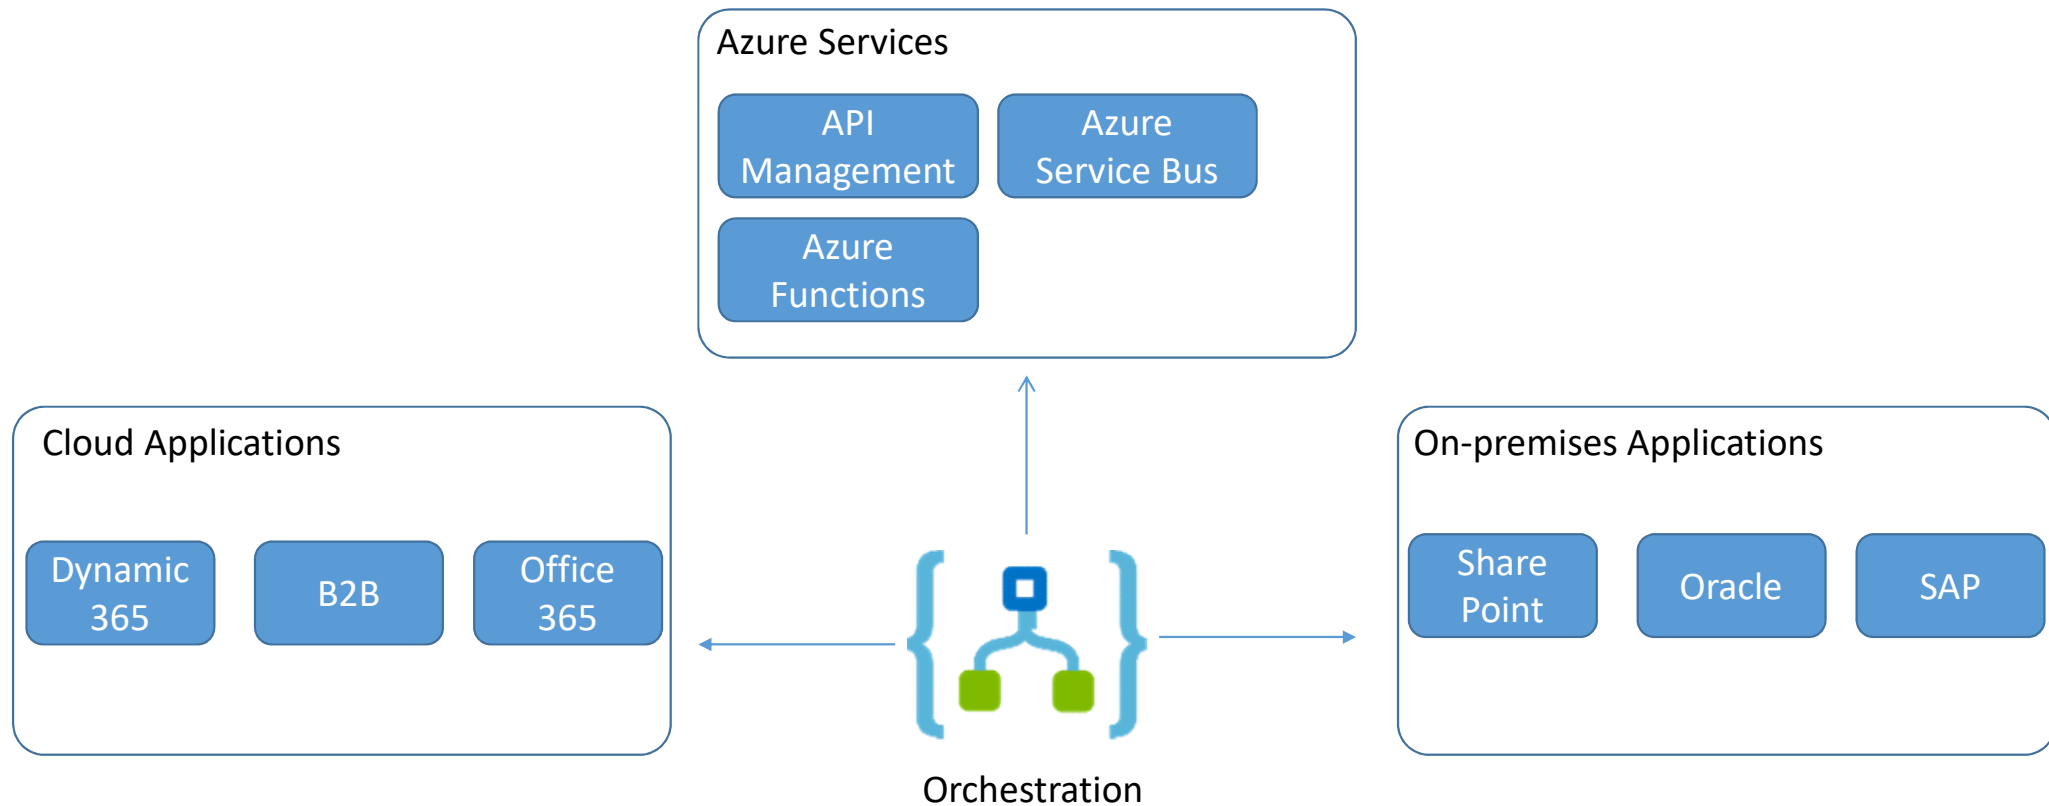 Azure Services
API
Management
Azure
Service Bus
Azure
Functions
Cloud Applications
Dynamic
365
B2B
Office
365
On-premises Applications
Share
Point
Oracle
SAP
Orchestration